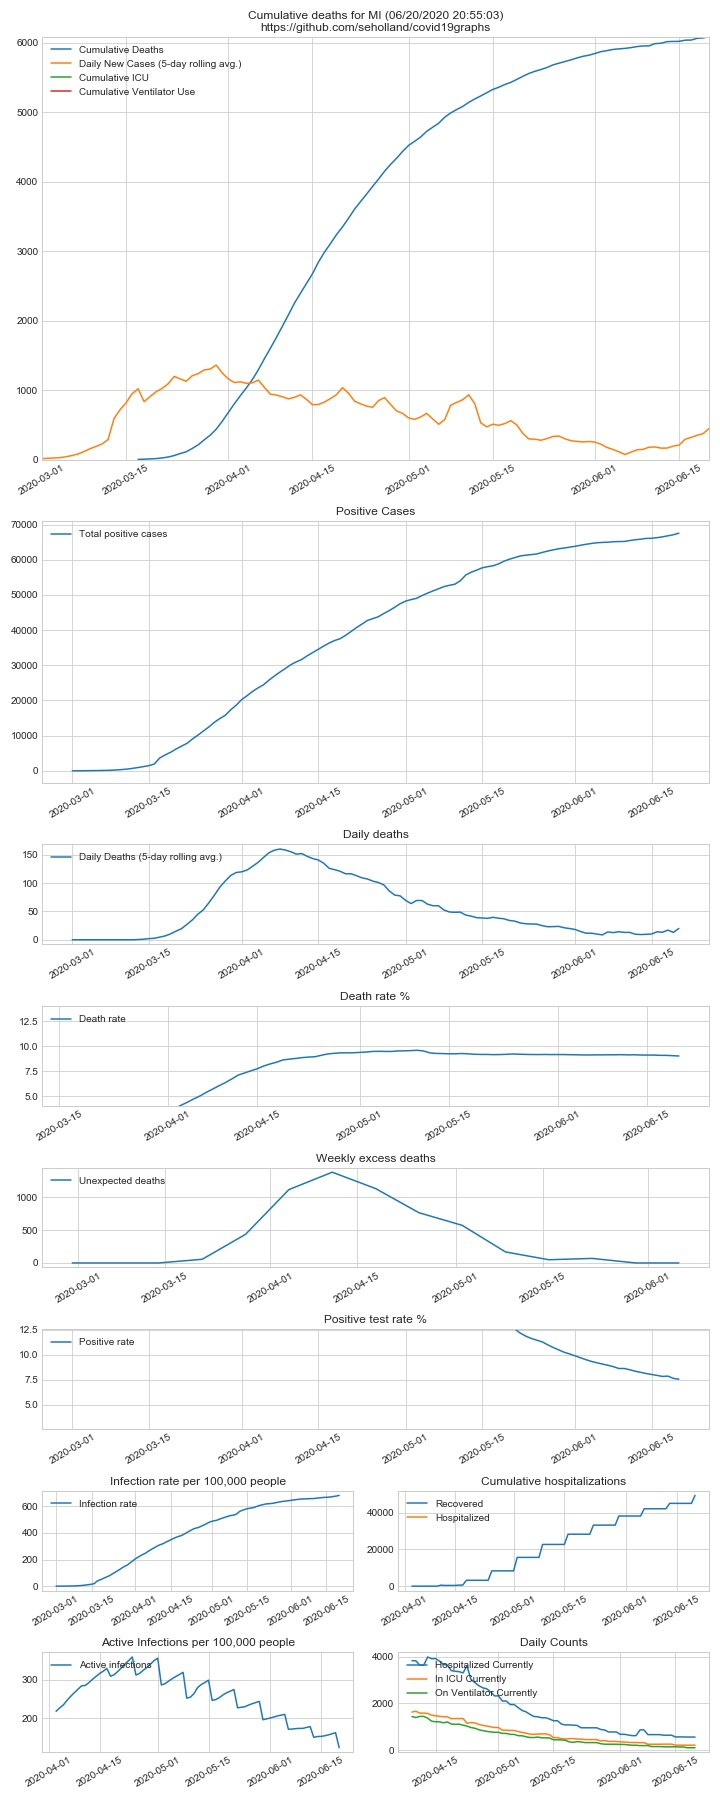 Cumulative deaths for MI (06/20/2020 20:55:03)
https://github.com/seholland/covid19graphs
Cumulative Deaths
Daily New Cases (5-day rolling avg.)
Cumulative ICU
Cumulative Ventilator Use
6000
5000
4000
3000
2000
1000
0
2020-03-01 2020-03-15 2020-04-01 2020-04-15 2020-05-01 2020-05-15 2020-06-01 2020-06-15
Positive Cases
Total positive cases
70000
60000
50000
40000
30000
20000
10000
0
2020-03-01 2020-03-15 2020-04-01 2020-04-15 2020-05-01 2020-05-15 2020-06-01 2020-06-15
Daily deaths
Daily Deaths (5-day rolling avg.)
150
100
50
0
2020-03-01 2020-03-15 2020-04-01 2020-04-15 2020-05-01 2020-05-15 2020-06-01 2020-06-15
Death rate %
Death rate
12.5
10.0
7.5
5.0
2020-03-15 2020-04-01 2020-04-15 2020-05-01 2020-05-15 2020-06-01 2020-06-15
Weekly excess deaths
Unexpected deaths
1000
500
0
2020-03-01 2020-03-15 2020-04-01 2020-04-15 2020-05-01 2020-05-15 2020-06-01
Positive test rate %
Positive rate
12.5
10.0
7.5
5.0
2020-03-01 2020-03-15 2020-04-01 2020-04-15 2020-05-01 2020-05-15 2020-06-01 2020-06-15
Infection rate per 100,000 people
Infection rate
600
400
200
0
2020-03-01 2020-03-15 2020-04-01 2020-04-15 2020-05-01 2020-05-15 2020-06-01 2020-06-15
Cumulative hospitalizations
Recovered
Hospitalized
40000
20000
0
2020-04-01 2020-04-15 2020-05-01 2020-05-15 2020-06-01 2020-06-15
Active Infections per 100,000 people
Active infections
300
200
2020-04-01 2020-04-15 2020-05-01 2020-05-15 2020-06-01 2020-06-15
Daily Counts
Hospitalized Currently
In ICU Currently
On Ventilator Currently
4000
2000
0
2020-04-15 2020-05-01 2020-05-15 2020-06-01 2020-06-15